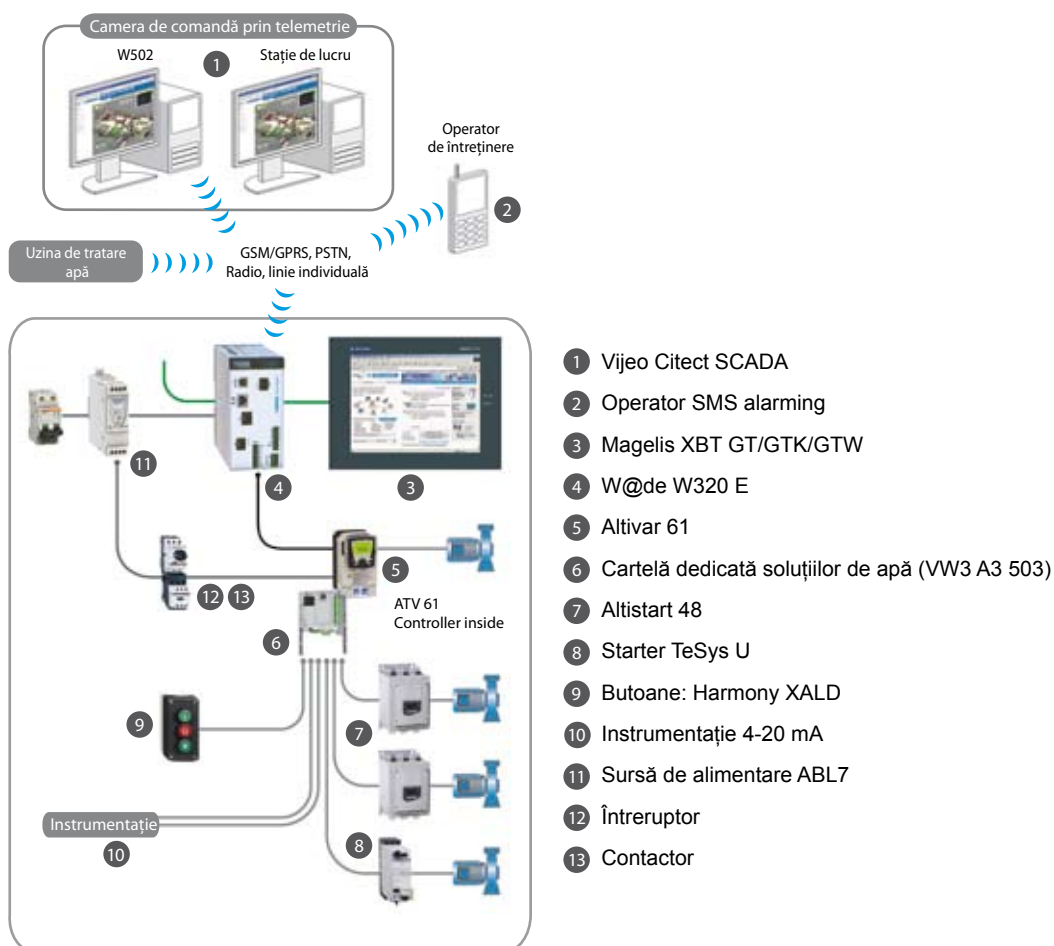 Camera de comandă prin telemetrie
W502
1
Stație de lucru
Operator
de întreținere
2
Uzina de tratare
apă
GSM/GPRS, PSTN,
Radio, linie individuală
11
4
3
12 13
5
ATV 61
Controller inside
6
9
7
8
Instrumentație
10
1 Vijeo Citect SCADA
2 Operator SMS alarming
3 Magelis XBT GT/GTK/GTW
4 W@de W320 E
5 Altivar 61
6 Cartelă dedicată soluțiilor de apă (VW3 A3 503)
7 Altistart 48
8 Starter TeSys U
9 Butoane: Harmony XALD
10 Instrumentație 4-20 mA
11 Sursă de alimentare ABL7
12 Întreruptor
13 Contactor